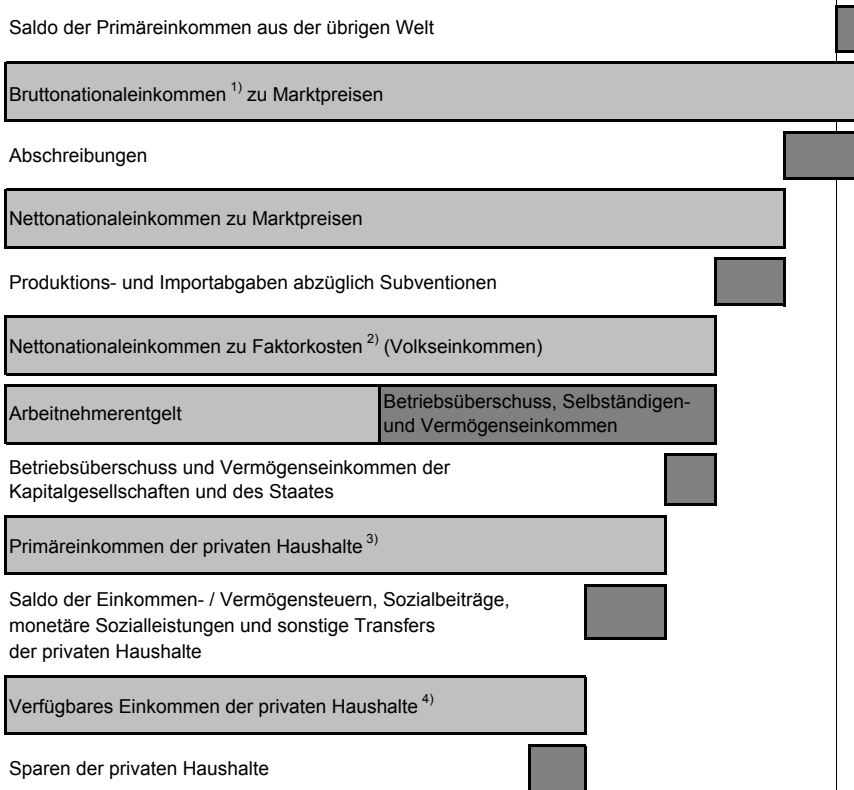 Saldo der Primäreinkommen aus der übrigen Welt
Bruttonationaleinkommen 1) zu Marktpreisen
Abschreibungen
Nettonationaleinkommen zu Marktpreisen
Produktions- und Importabgaben abzüglich Subventionen
Nettonationaleinkommen zu Faktorkosten 2) (Volkseinkommen)
Arbeitnehmerentgelt
Betriebsüberschuss, Selbständigen-
und Vermögenseinkommen
Betriebsüberschuss und Vermögenseinkommen der
Kapitalgesellschaften und des Staates
Primäreinkommen der privaten Haushalte 3)
Saldo der Einkommen- / Vermögensteuern, Sozialbeiträge,
monetäre Sozialleistungen und sonstige Transfers
der privaten Haushalte
Verfügbares Einkommen der privaten Haushalte 4)
Sparen der privaten Haushalte